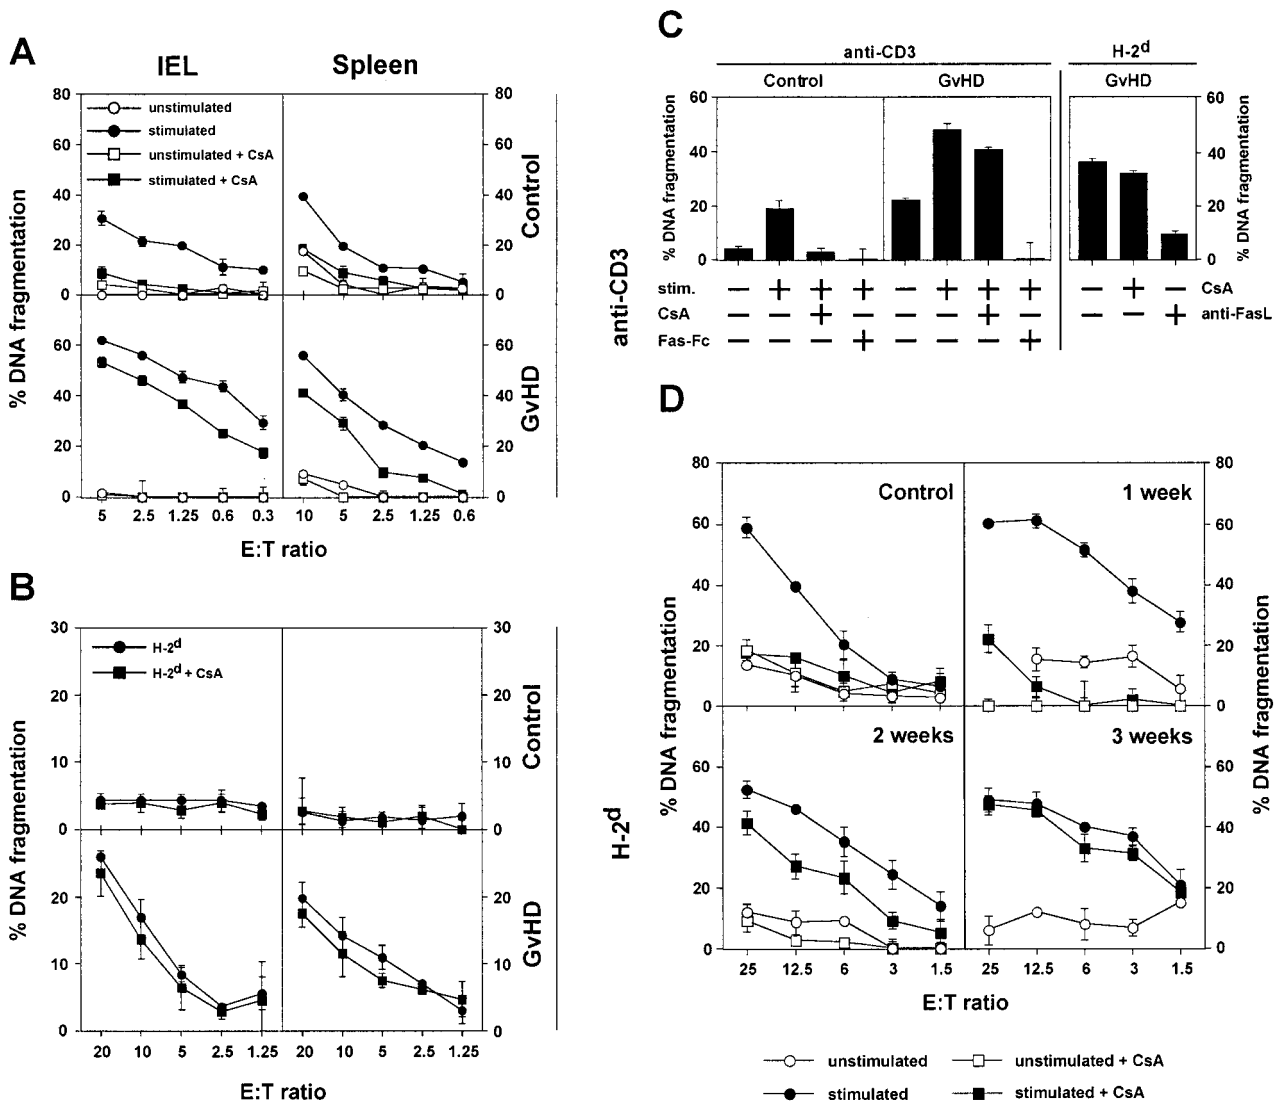 A
IEL
Spleen
80
60
40
20
0
unstimulated
stimulated
unstimulated + CsA
stimulated + CsA
80
60
40
20
0
Control
60
40
20
0
60
40
20
0
GvHD
% DNA fragmentation
anti-CD3
5 2.5 1.25 0.6 0.3
10 5 2.5 1.25 0.6
E:T ratio
B
30
20
10
0
H-2d
H-2d + CsA
30
20
10
0
Control
20
10
0
20
10
0
GvHD
% DNA fragmentation
H-2d
20 10 5 2.5 1.25
20 10 5 2.5 1.25
E:T ratio
C
anti-CD3
H-2d
Control
GvHD
GvHD
60
40
20
0
% DNA fragmentation
60
40
20
0
% DNA fragmentation
stim. − + + + − + + +
CsA − − + − − − + −
Fas-Fc − − − + − − − +
− + − CsA
− − + anti-FasL
D
80
60
40
20
0
Control
1 week
80
60
40
20
0
2 weeks
3 weeks
60
40
20
0
60
40
20
0
% DNA fragmentation
% DNA fragmentation
25 12.5 6 3 1.5
25 12.5 6 3 1.5
E:T ratio
unstimulated
unstimulated + CsA
stimulated
stimulated + CsA